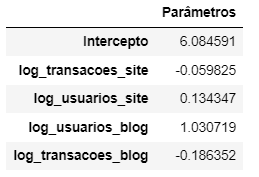 Parâmetros
Intercepto 6.084591
log_transacoes_site -0.059825
log_usuarios_site 0.134347
log_usuarios_blog 1.030719
log_transacoes_blog -0.186352